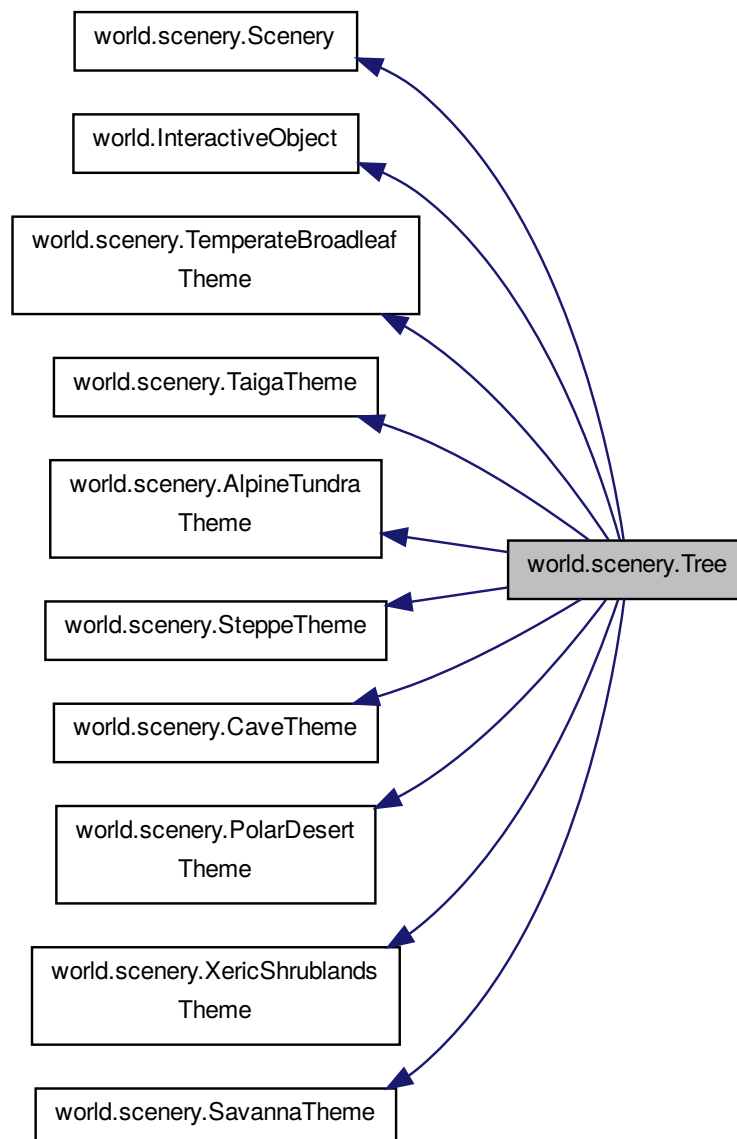 world.scenery.Scenery
world.InteractiveObject
world.scenery.TemperateBroadleaf
Theme
world.scenery.TaigaTheme
world.scenery.AlpineTundra
Theme
world.scenery.Tree
world.scenery.SteppeTheme
world.scenery.CaveTheme
world.scenery.PolarDesert
Theme
world.scenery.XericShrublands
Theme
world.scenery.SavannaTheme